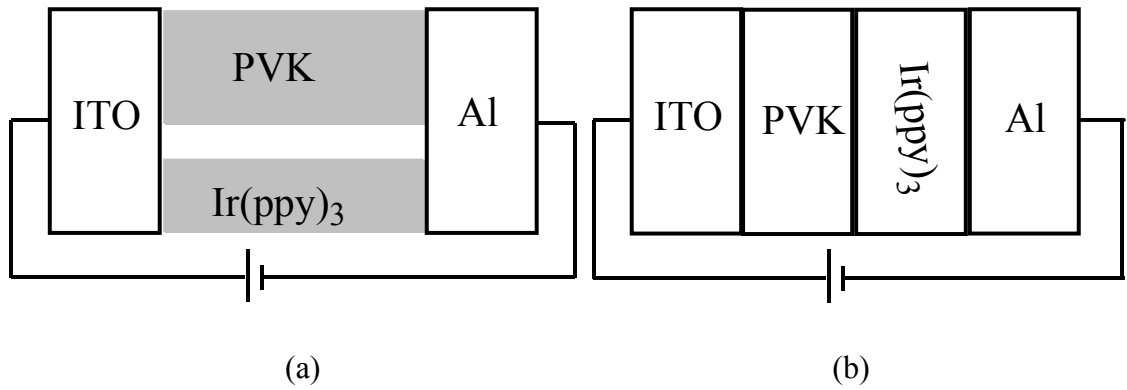 PVK
ITO
Al
Ir(ppy)₃
(a)
ITO
PVK
Ir(ppy)₃
Al
(b)